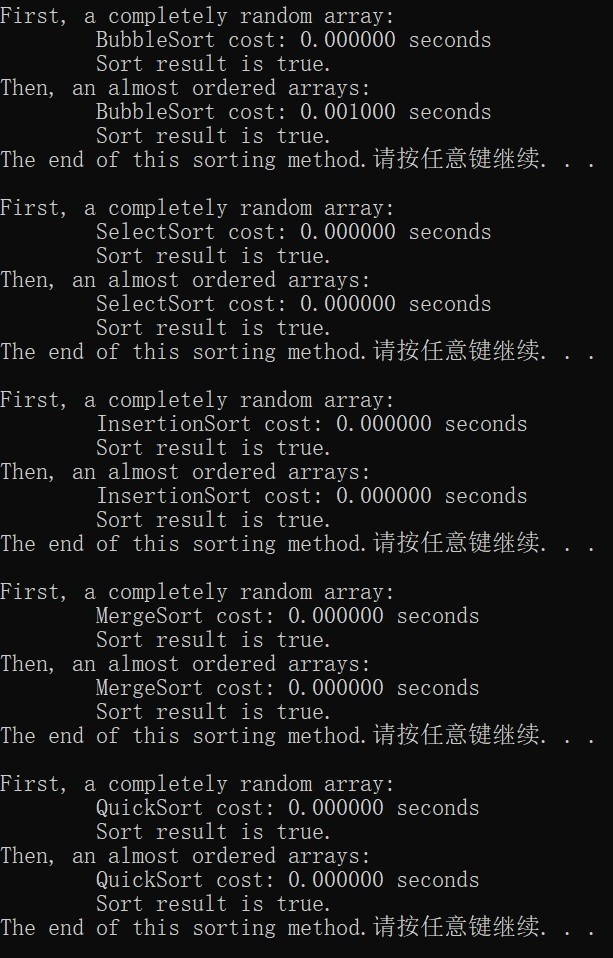 First, a completely random array:
BubbleSort cost: 0.000000 seconds
Sort result is true.
Then, an almost ordered arrays:
BubbleSort cost: 0.001000 seconds
Sort result is true.
The end of this sorting method.请按任意键继续. . .
First, a completely random array:
SelectSort cost: 0.000000 seconds
Sort result is true.
Then, an almost ordered arrays:
SelectSort cost: 0.000000 seconds
Sort result is true.
The end of this sorting method.请按任意键继续. . .
First, a completely random array:
InsertionSort cost: 0.000000 seconds
Sort result is true.
Then, an almost ordered arrays:
InsertionSort cost: 0.000000 seconds
Sort result is true.
The end of this sorting method.请按任意键继续. . .
First, a completely random array:
MergeSort cost: 0.000000 seconds
Sort result is true.
Then, an almost ordered arrays:
MergeSort cost: 0.000000 seconds
Sort result is true.
The end of this sorting method.请按任意键继续. . .
First, a completely random array:
QuickSort cost: 0.000000 seconds
Sort result is true.
Then, an almost ordered arrays:
QuickSort cost: 0.000000 seconds
Sort result is true.
The end of this sorting method.请按任意键继续. . .